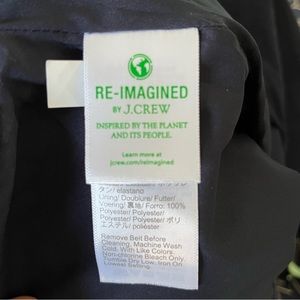 RE-IMAGINED
BY J.CREW
INSPIRED BY THE PLANET
AND ITS PEOPLE.
Learn more at
jcrew.com/reimagined
タン/ elastano
Lining/ Doublure/ Futter/
Voering/ 裏地/ Forro: 100%
Polyester/ Polyester/
Polyester/ Polyester/ ポリ
エステル/ poliéster
Remove Belt Before
Cleaning, Machine Wash
Cold. With Like Colors.
Non-chlorine Bleach Only.
Tumble Dry Low. Iron On
Lowest Setting.